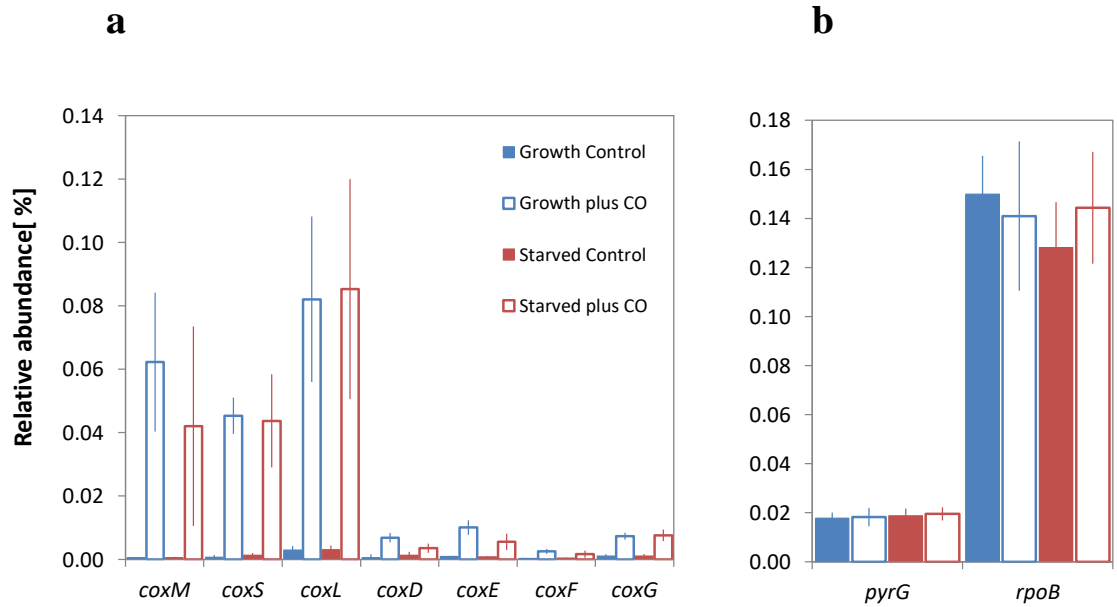 a
b
Relative abundance[ %]
0.14
0.12
0.10
0.08
0.06
0.04
0.02
0.00
Growth Control
Growth plus CO
Starved Control
Starved plus CO
coxM coxS coxL coxD coxE coxF coxG
0.18
0.16
0.14
0.12
0.10
0.08
0.06
0.04
0.02
0.00
pyrG rpoB